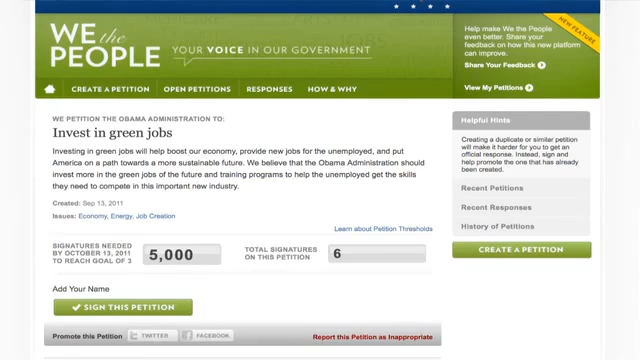 WE the
PEOPLE
YOUR VOICE IN OUR GOVERNMENT
Help make We the People
even better. Share your
feedback on how this new platform
can improve.
Share Your Feedback
NEW FEATURE
View My Petitions
CREATE A PETITION
OPEN PETITIONS
RESPONSES
HOW & WHY
WE PETITION THE OBAMA ADMINISTRATION TO:
Invest in green jobs
Investing in green jobs will help boost our economy, provide new jobs for the unemployed, and put
America on a path towards a more sustainable future. We believe that the Obama Administration should
invest more in the green jobs of the future and training programs to help the unemployed get the skills
they need to compete in this important new industry.
Created: Sep 13, 2011
Issues: Economy, Energy, Job Creation
Learn about Petition Thresholds
SIGNATURES NEEDED
BY OCTOBER 13, 2011
TO REACH GOAL OF 3
5,000
TOTAL SIGNATURES
ON THIS PETITION
6
Add Your Name
SIGN THIS PETITION
Promote this Petition
TWITTER
FACEBOOK
Report this Petition as Inappropriate
Helpful Hints
Creating a duplicate or similar petition
will make it harder for you to get an
official response. Instead, sign and
help promote the one that has already
been created.
Recent Petitions
Recent Responses
History of Petitions
CREATE A PETITION